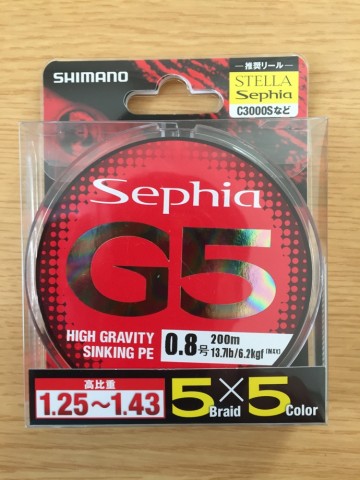 SHIMANO
推奨リール
STELLA
Sephia
C3000Sなど
Sephia
G5
HIGH GRAVITY
SINKING PE
0.8号
200m
13.7lb/6.2kgf (MAX)
高比重
1.25～1.43
5×5
Braid Color